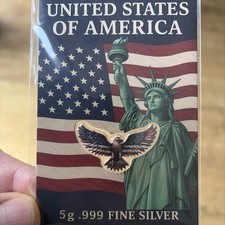 UNITED STATES
OF AMERICA
5g .999 FINE SILVER